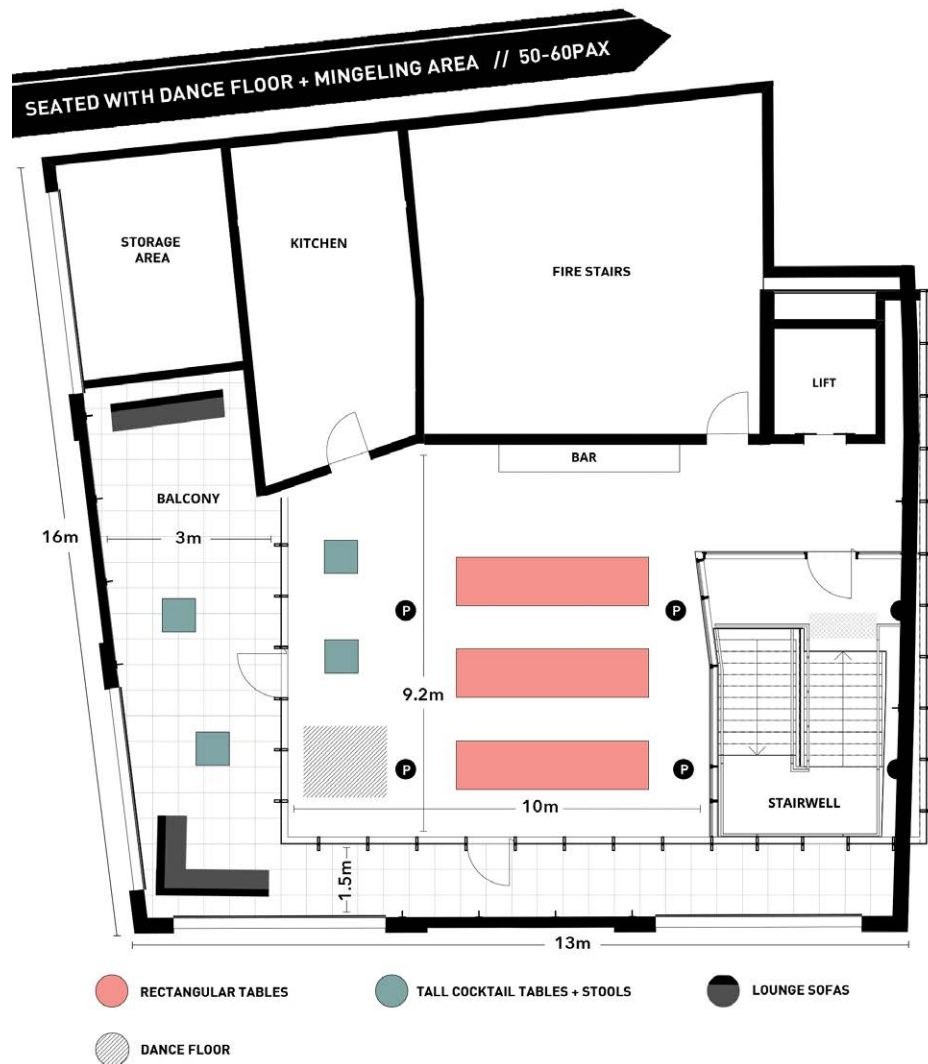 SEATED WITH DANCE FLOOR + MINGELING AREA // 50-60PAX
STORAGE
AREA
KITCHEN
FIRE STAIRS
LIFT
BAR
BALCONY
16m
3m
P
P
9.2m
P
P
10m
STAIRWELL
1.5m
13m
RECTANGULAR TABLES
TALL COCKTAIL TABLES + STOOLS
LOUNGE SOFAS
DANCE FLOOR